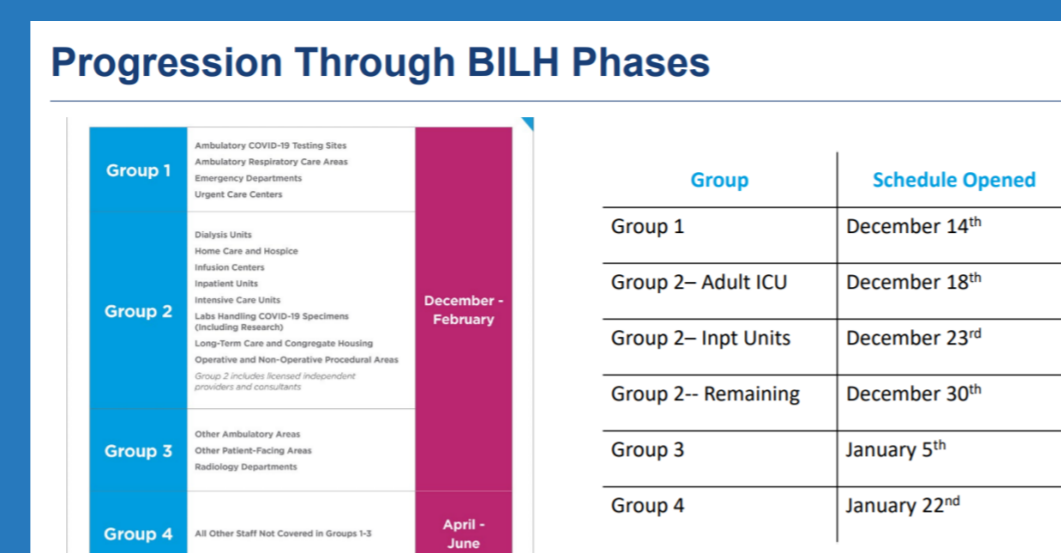 Progression Through BILH Phases
Group 1
Ambulatory COVID-19 Testing Sites
Ambulatory Respiratory Care Areas
Emergency Departments
Urgent Care Centers
Group 2
Dialysis Units
Home Care and Hospice
Infusion Centers
Inpatient Units
Intensive Care Units
Labs Handling COVID-19 Specimens
(Including Research)
Long-Term Care and Congregate Housing
Operative and Non-Operative Procedural Areas
Group 2 includes licensed independent
providers and consultants
December -
February
Group 3
Other Ambulatory Areas
Other Patient-Facing Areas
Radiology Departments
Group 4
All Other Staff Not Covered in Groups 1-3
April -
June
Group Schedule Opened
Group 1 December 14th
Group 2– Adult ICU December 18th
Group 2– Inpt Units December 23rd
Group 2-- Remaining December 30th
Group 3 January 5th
Group 4 January 22nd